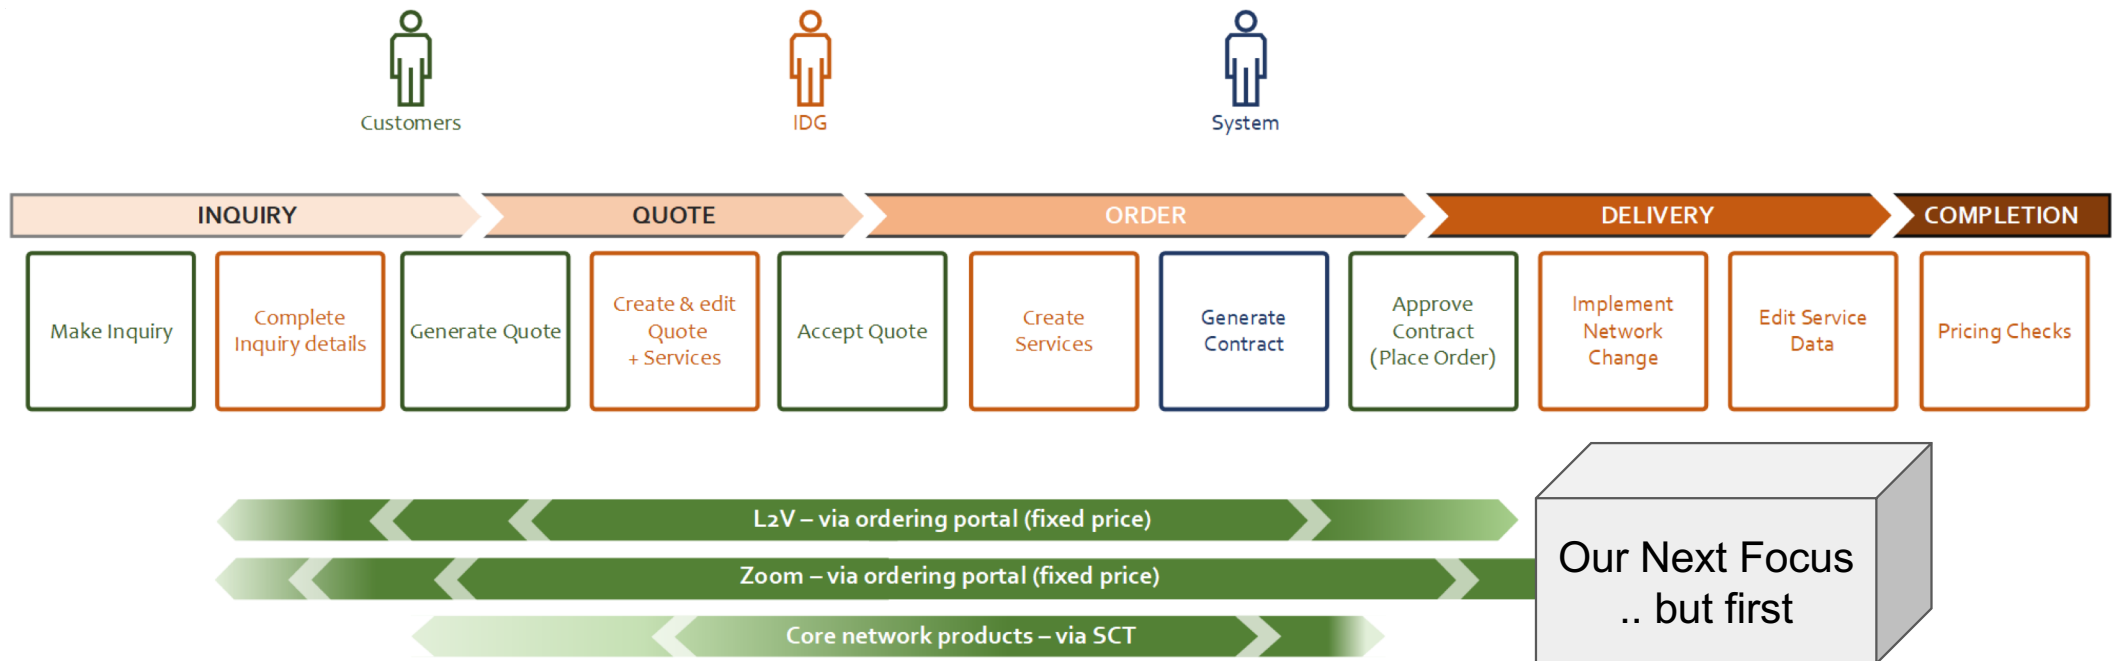 Customers
IDG
System
INQUIRY
QUOTE
ORDER
DELIVERY
COMPLETION
Make Inquiry
Complete
Inquiry details
Generate Quote
Create & edit
Quote
+ Services
Accept Quote
Create
Services
Generate
Contract
Approve
Contract
(Place Order)
Implement
Network
Change
Edit Service
Data
Pricing Checks
L2V – via ordering portal (fixed price)
Zoom – via ordering portal (fixed price)
Core network products – via SCT
Our Next Focus
.. but first